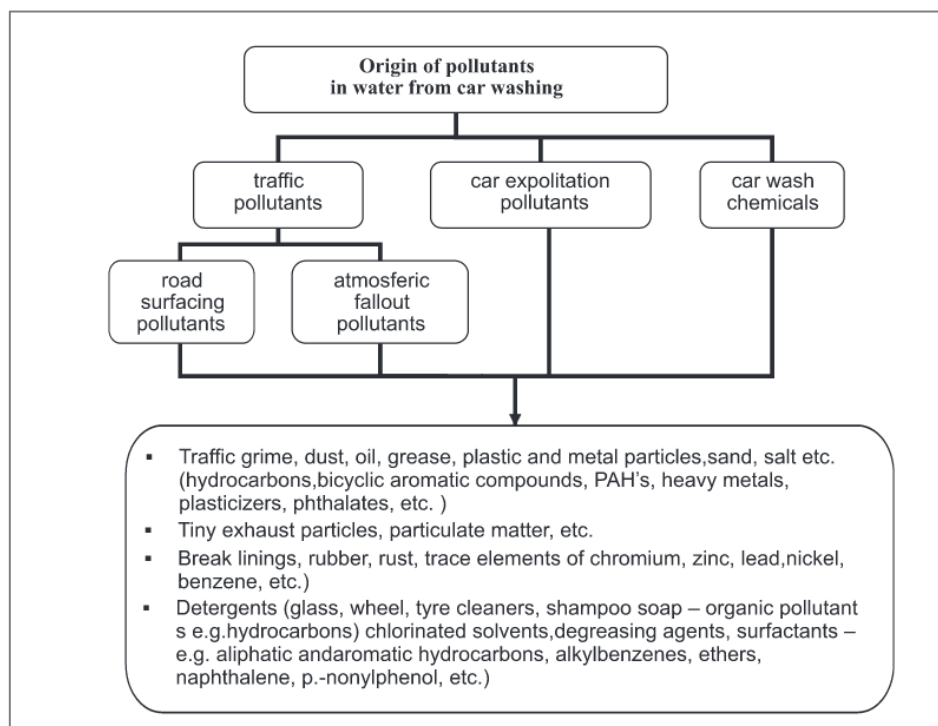 Origin of pollutants
in water from car washing
traffic
pollutants
car expolitation
pollutants
car wash
chemicals
road
surfacing
pollutants
atmosferic
fallout
pollutants
▪ Traffic grime, dust, oil, grease, plastic and metal particles,sand, salt etc.
(hydrocarbons,bicyclic aromatic compounds, PAH's, heavy metals,
plasticizers, phthalates, etc. )
▪ Tiny exhaust particles, particulate matter, etc.
▪ Break linings, rubber, rust, trace elements of chromium, zinc, lead,nickel,
benzene, etc.)
▪ Detergents (glass, wheel, tyre cleaners, shampoo soap – organic pollutant
s e.g.hydrocarbons) chlorinated solvents,degreasing agents, surfactants –
e.g. aliphatic andaromatic hydrocarbons, alkylbenzenes, ethers,
naphthalene, p.-nonylphenol, etc.)